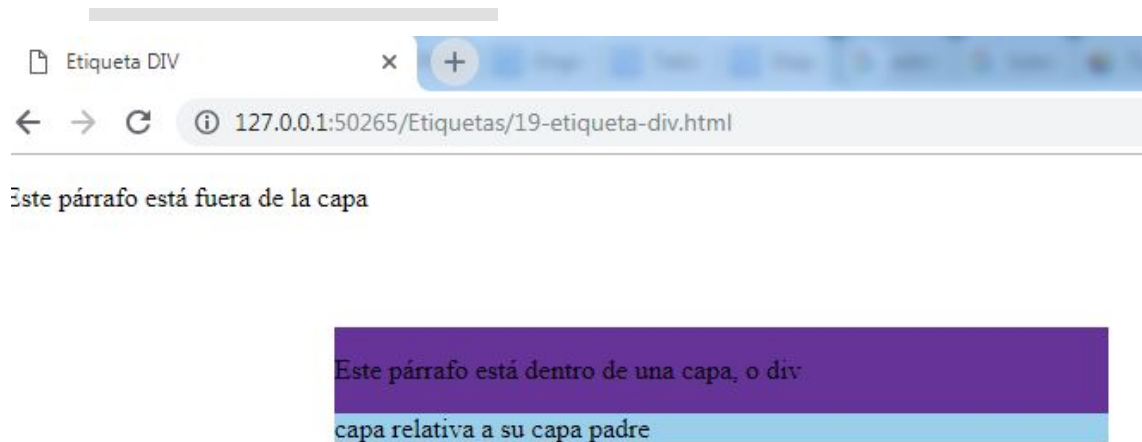 Etiqueta DIV
127.0.0.1:50265/Etiquetas/19-etiqueta-div.html
Este párrafo está fuera de la capa
Este párrafo está dentro de una capa, o div
capa relativa a su capa padre